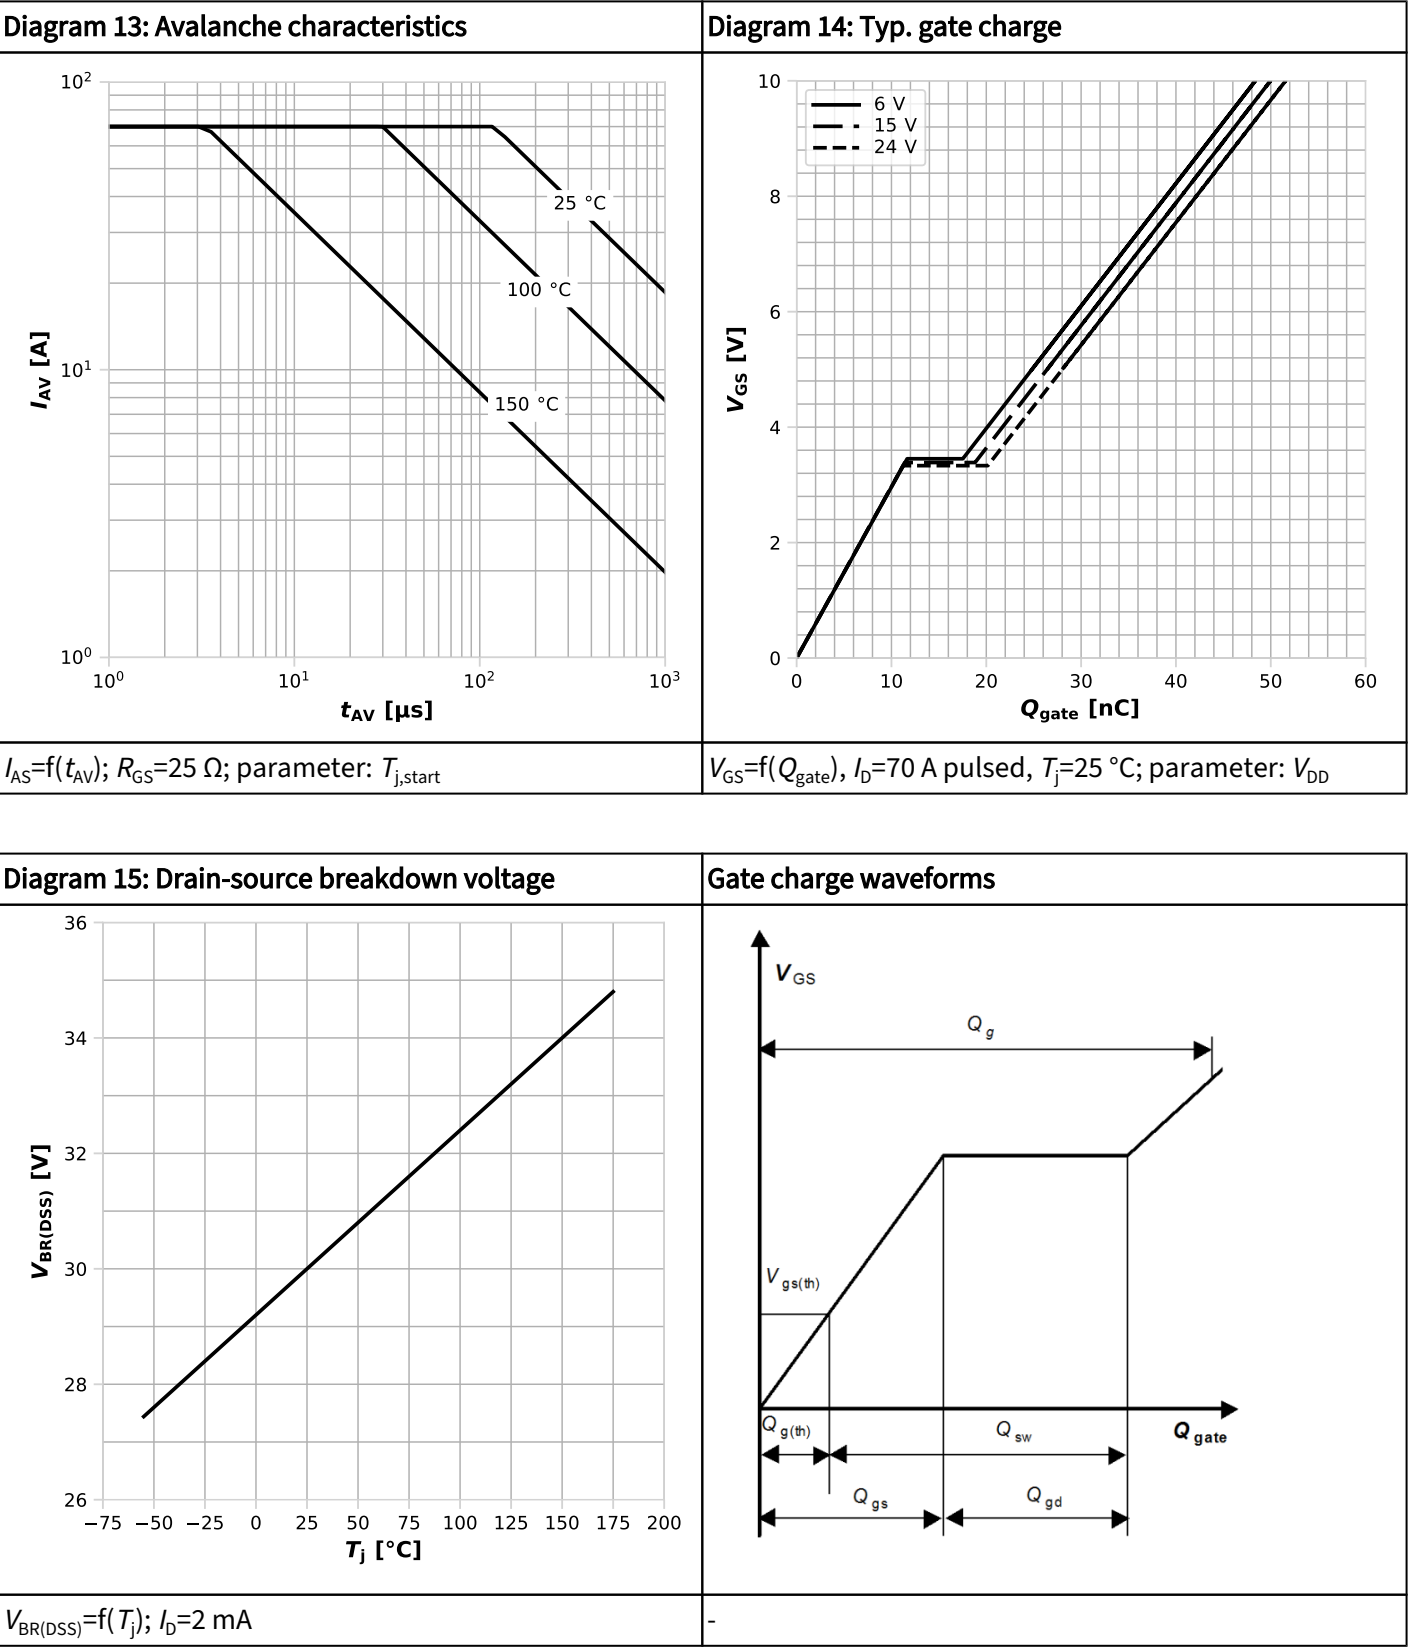 Diagram 13: Avalanche characteristics
10²
10¹
10⁰
I_AV [A]
25 °C
100 °C
150 °C
10⁰ 10¹ 10² 10³
t_AV [µs]
I_AS=f(t_AV); R_GS=25 Ω; parameter: T_j,start
Diagram 14: Typ. gate charge
10
8
6
4
2
0
V_GS [V]
6 V
15 V
24 V
0 10 20 30 40 50 60
Q_gate [nC]
V_GS=f(Q_gate), I_D=70 A pulsed, T_j=25 °C; parameter: V_DD
Diagram 15: Drain-source breakdown voltage
36
34
32
30
28
26
V_BR(DSS) [V]
−75 −50 −25 0 25 50 75 100 125 150 175 200
T_j [°C]
V_BR(DSS)=f(T_j); I_D=2 mA
Gate charge waveforms
V_GS
Q_g
V_gs(th)
Q_g(th)
Q_sw
Q_gate
Q_gs
Q_gd
-